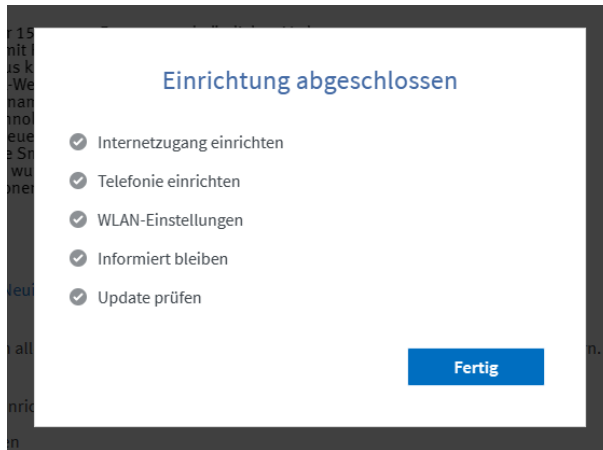 Einrichtung abgeschlossen
Internetzugang einrichten
Telefonie einrichten
WLAN-Einstellungen
Informiert bleiben
Update prüfen
Fertig